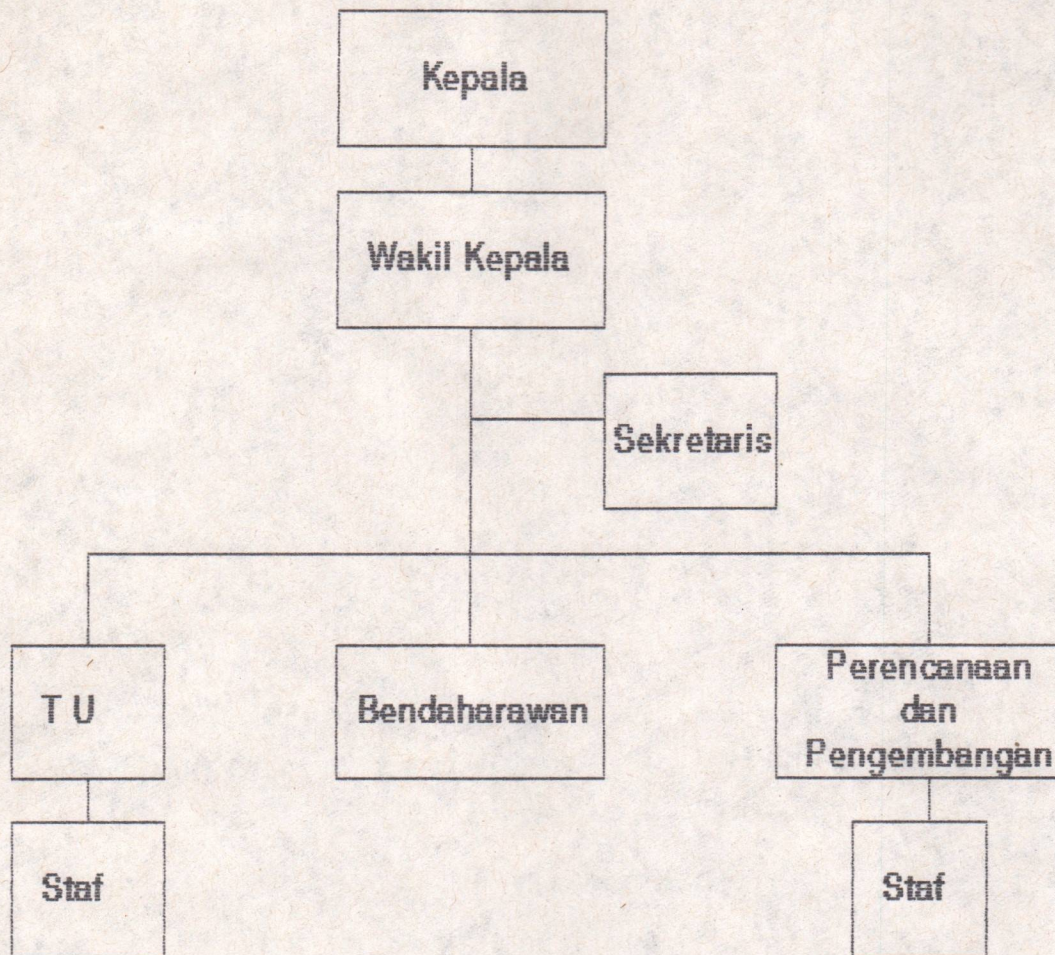 Kepala
Wakil Kepala
Sekretaris
T U
Bendaharawan
Perencanaan
dan
Pengembangan
Staf
Staf